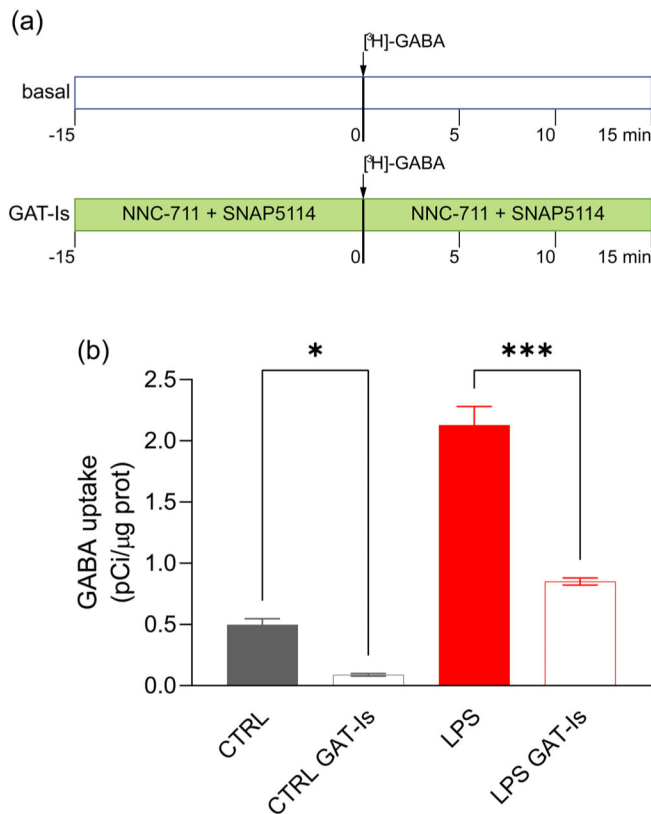 (a)
[³H]-GABA
basal
-15 0 5 10 15 min
[³H]-GABA
GAT-Is NNC-711 + SNAP5114 NNC-711 + SNAP5114
-15 0 5 10 15 min
(b)
* ***
GABA uptake
(pCi/μg prot)
2.5
2.0
1.5
1.0
0.5
0.0
CTRL
CTRL GAT-Is
LPS
LPS GAT-Is